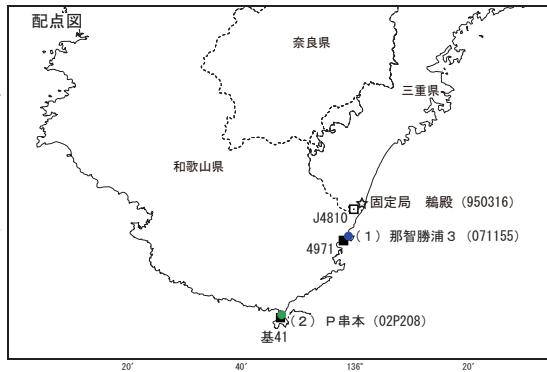 配点図
奈良県
三重県
和歌山県
固定局 鵜殿（950316）
J4810
（1）那智勝浦3（071155）
4971
（2）P串本（02P208）
基41
20′ 40′ 136° 20′